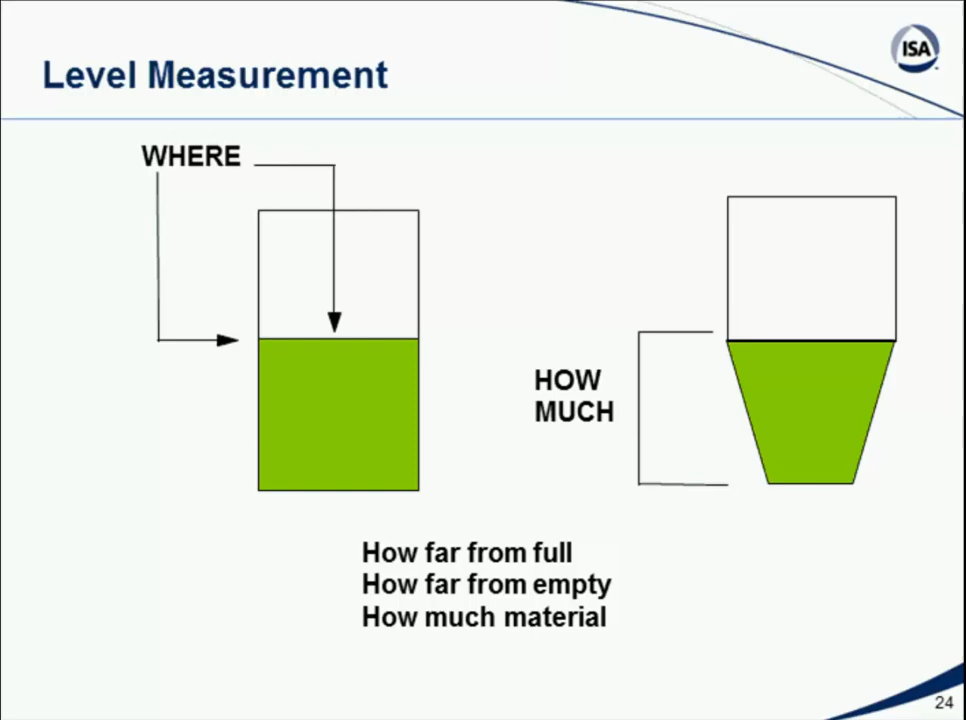 ISA
Level Measurement
WHERE
HOW
MUCH
How far from full
How far from empty
How much material
24